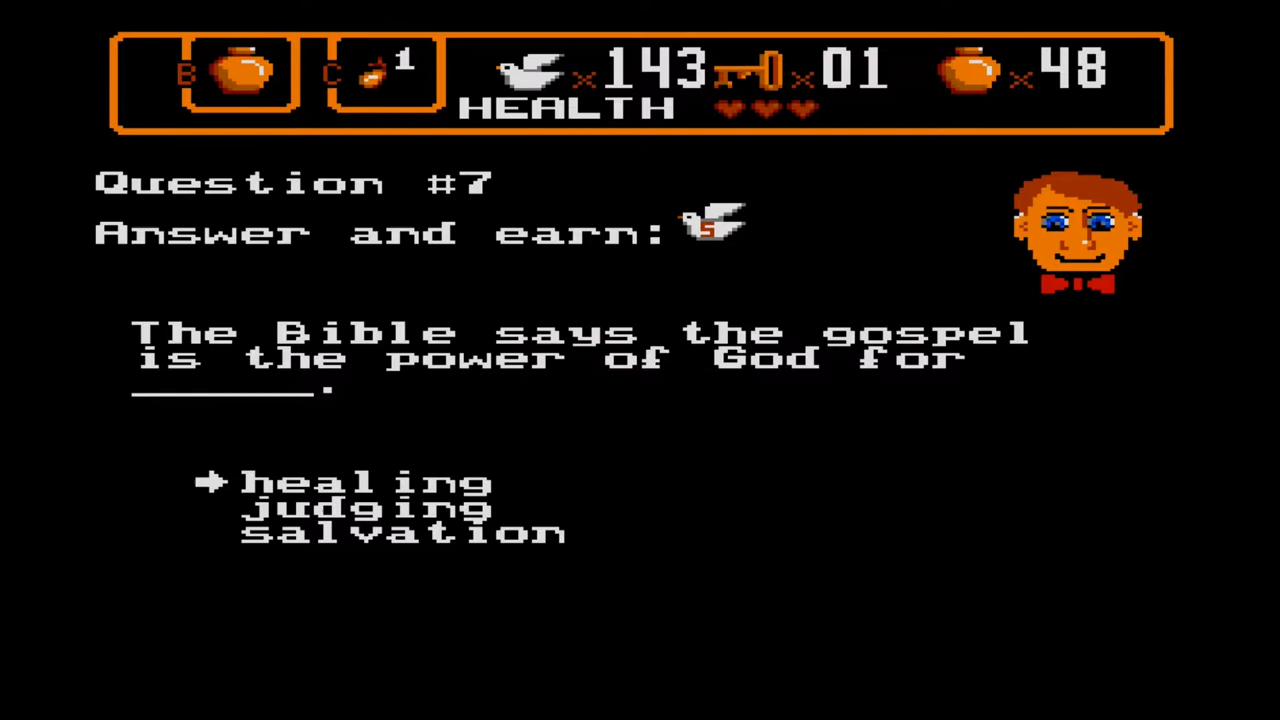 B C 1 ×143 ×01 ×48
HEALTH
Question #7
Answer and earn: 5
The Bible says the gospel
is the power of God for
_______.
healing
judging
salvation